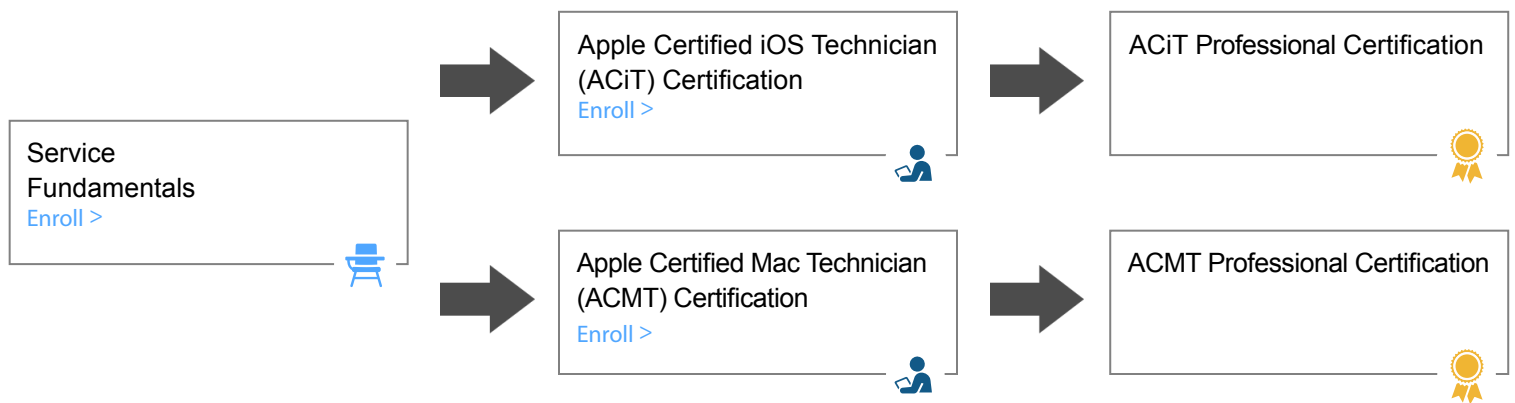 Service
Fundamentals
Enroll >
Apple Certified iOS Technician
(ACiT) Certification
Enroll >
ACiT Professional Certification
Apple Certified Mac Technician
(ACMT) Certification
Enroll >
ACMT Professional Certification